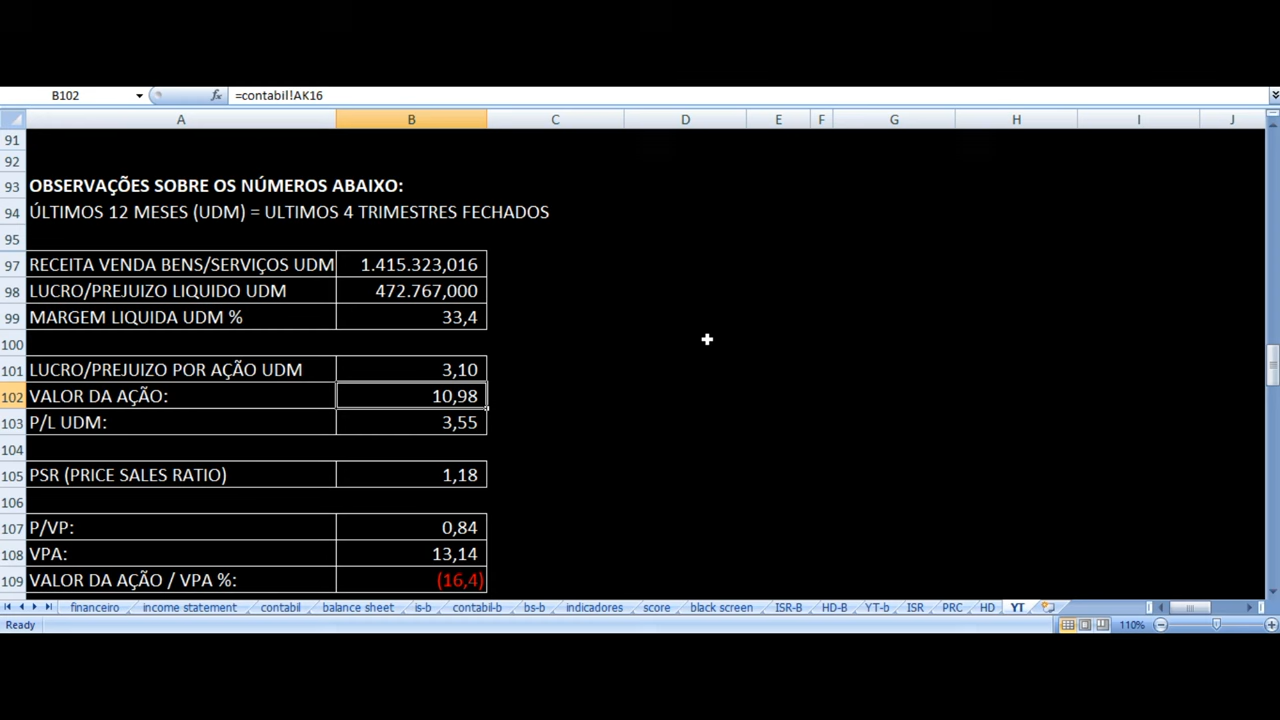 B102 fx =contabil!AK16
A B C D E F G H I J
91
92
93 OBSERVAÇÕES SOBRE OS NÚMEROS ABAIXO:
94 ÚLTIMOS 12 MESES (UDM) = ULTIMOS 4 TRIMESTRES FECHADOS
95
97 RECEITA VENDA BENS/SERVIÇOS UDM 1.415.323,016
98 LUCRO/PREJUIZO LIQUIDO UDM 472.767,000
99 MARGEM LIQUIDA UDM % 33,4
100
101 LUCRO/PREJUIZO POR AÇÃO UDM 3,10
102 VALOR DA AÇÃO: 10,98
103 P/L UDM: 3,55
104
105 PSR (PRICE SALES RATIO) 1,18
106
107 P/VP: 0,84
108 VPA: 13,14
109 VALOR DA AÇÃO / VPA %: (16,4)
financeiro income statement contabil balance sheet is-b contabil-b bs-b indicadores score black screen ISR-B HD-B YT-b ISR PRC HD YT
Ready 110%